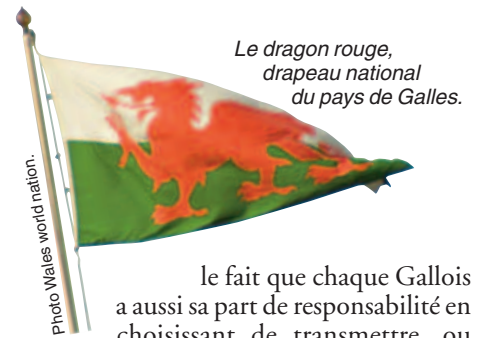 Le dragon rouge,
drapeau national
du pays de Galles.
Photo Wales world nation.
le fait que chaque Gallois
a aussi sa part de responsabilité en
choisissant de transmettre, ou